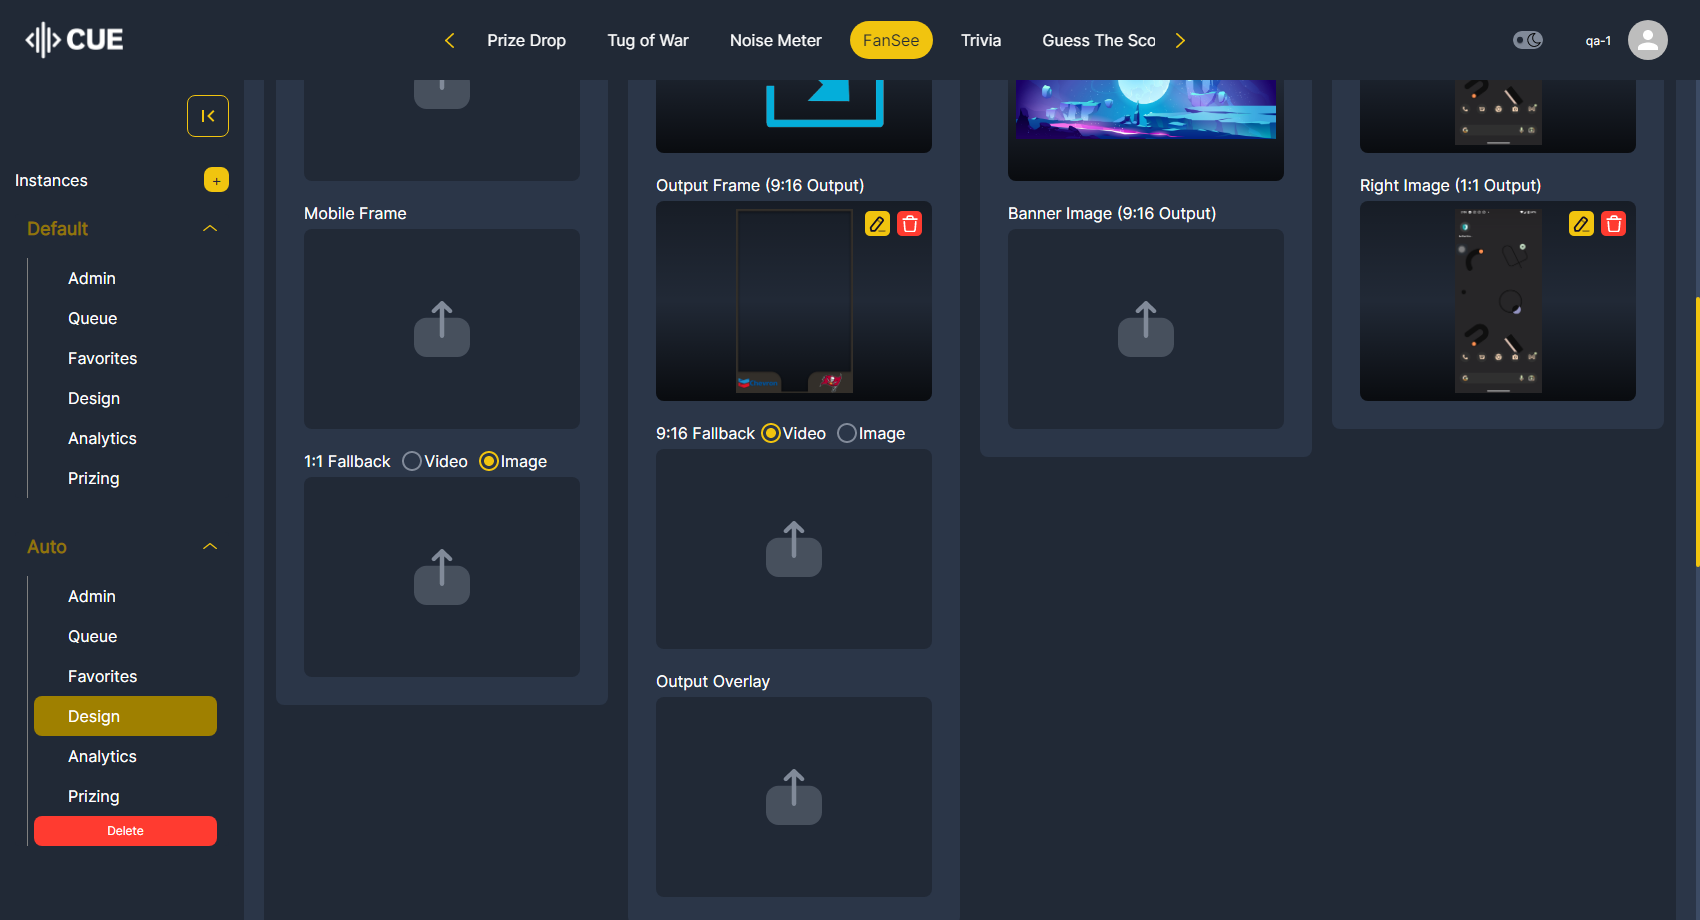 CUE
Prize Drop
Tug of War
Noise Meter
FanSee
Trivia
Guess The Sco
qa-1
Instances
+
Default
Admin
Queue
Favorites
Design
Analytics
Prizing
Auto
Admin
Queue
Favorites
Design
Analytics
Prizing
Delete
Mobile Frame
1:1 Fallback Video Image
Output Frame (9:16 Output)
9:16 Fallback Video Image
Output Overlay
Banner Image (9:16 Output)
Right Image (1:1 Output)